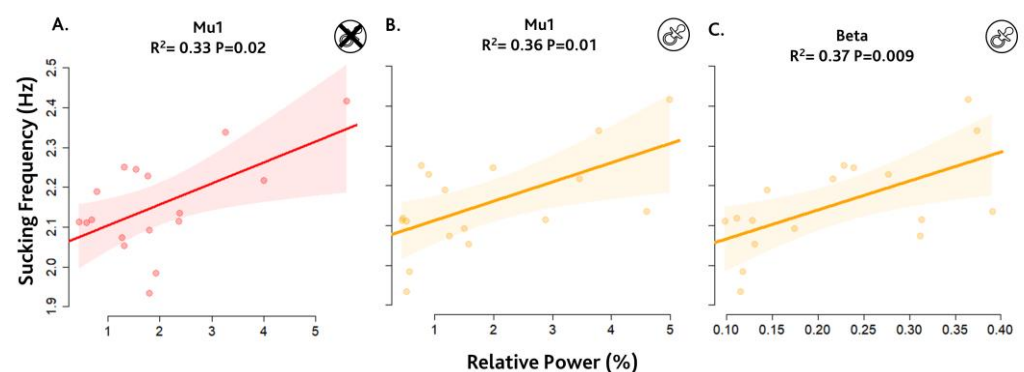 A.
Mu1
R²= 0.33 P=0.02
B.
Mu1
R²= 0.36 P=0.01
C.
Beta
R²= 0.37 P=0.009
Sucking Frequency (Hz)
2.5
2.4
2.3
2.2
2.1
2.0
1.9
1 2 3 4 5
1 2 3 4 5
0.10 0.15 0.20 0.25 0.30 0.35 0.40
Relative Power (%)